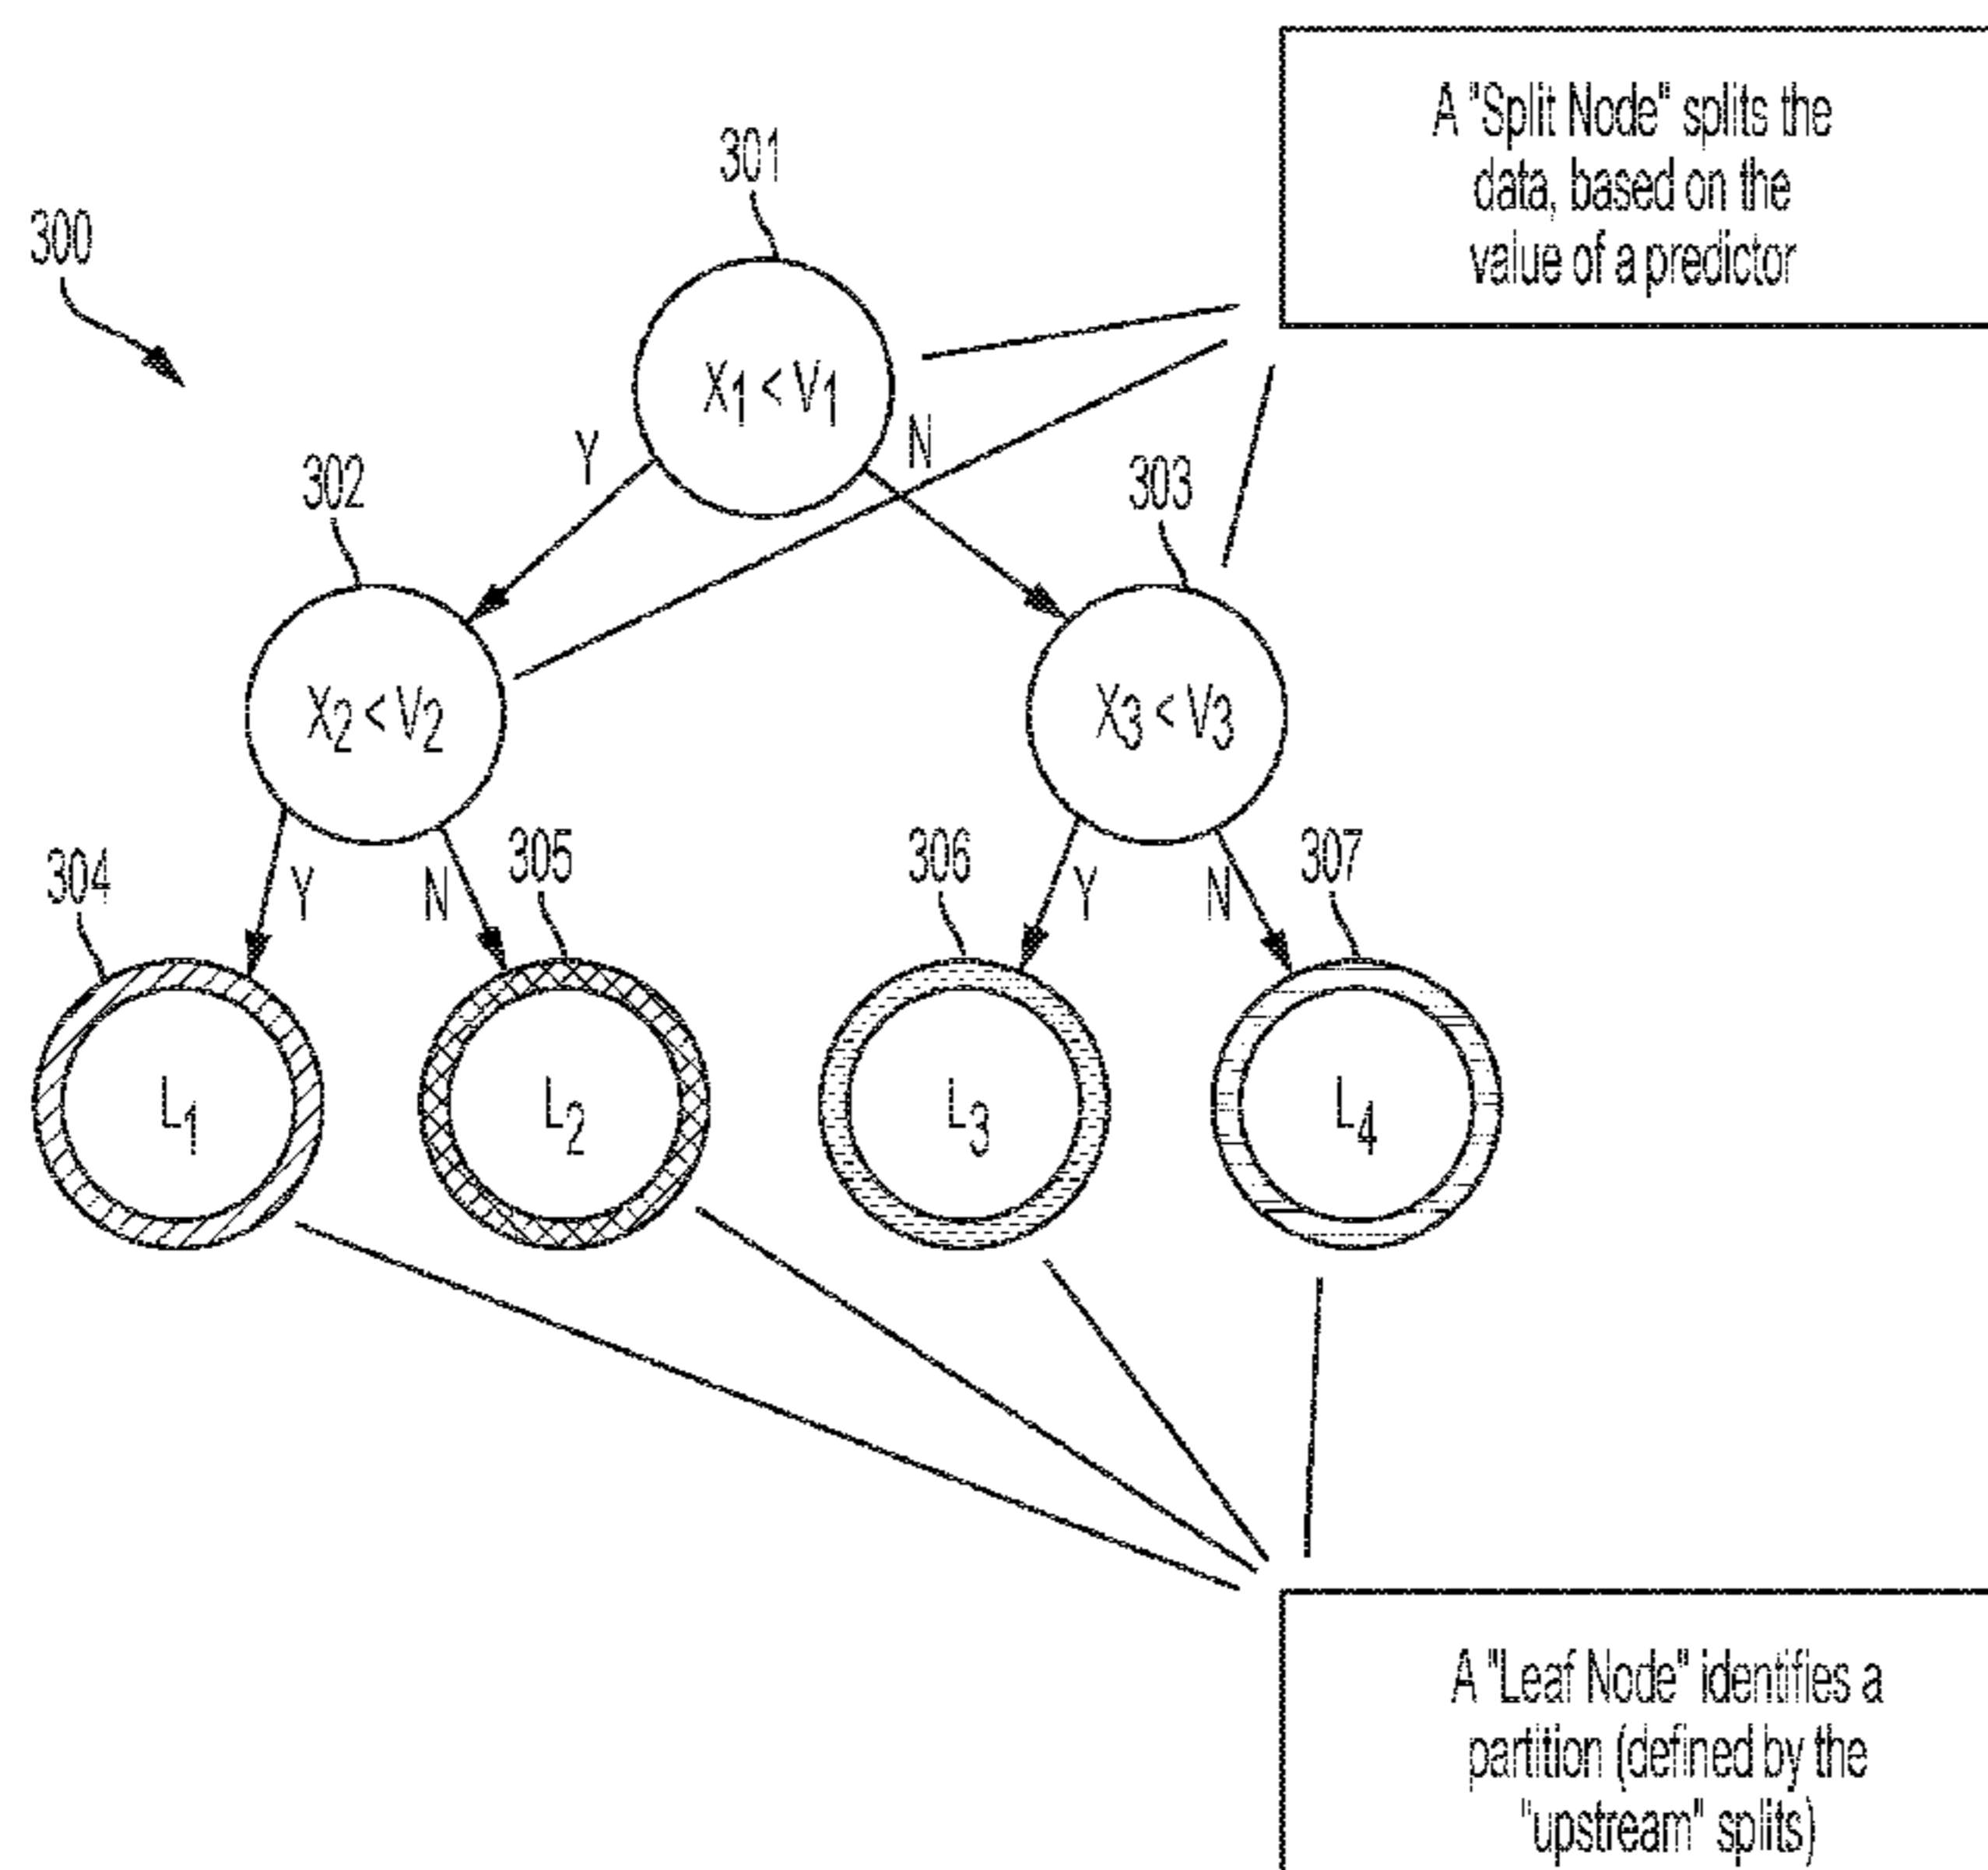 A "Split Node" splits the
data, based on the
value of a predictor
301
300
X1 < V1
Y
N
302
303
X2 < V2
X3 < V3
304
Y
N
305
306
Y
N
307
L1
L2
L3
L4
A "Leaf Node" identifies a
partition (defined by the
"upstream" splits)